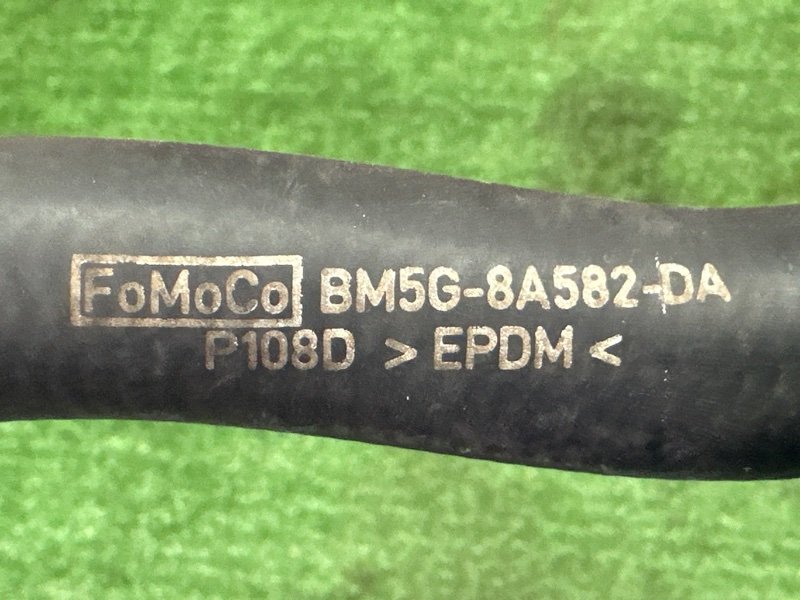 FoMoCo BM5G-8A582-DA
P108D >EPDM<